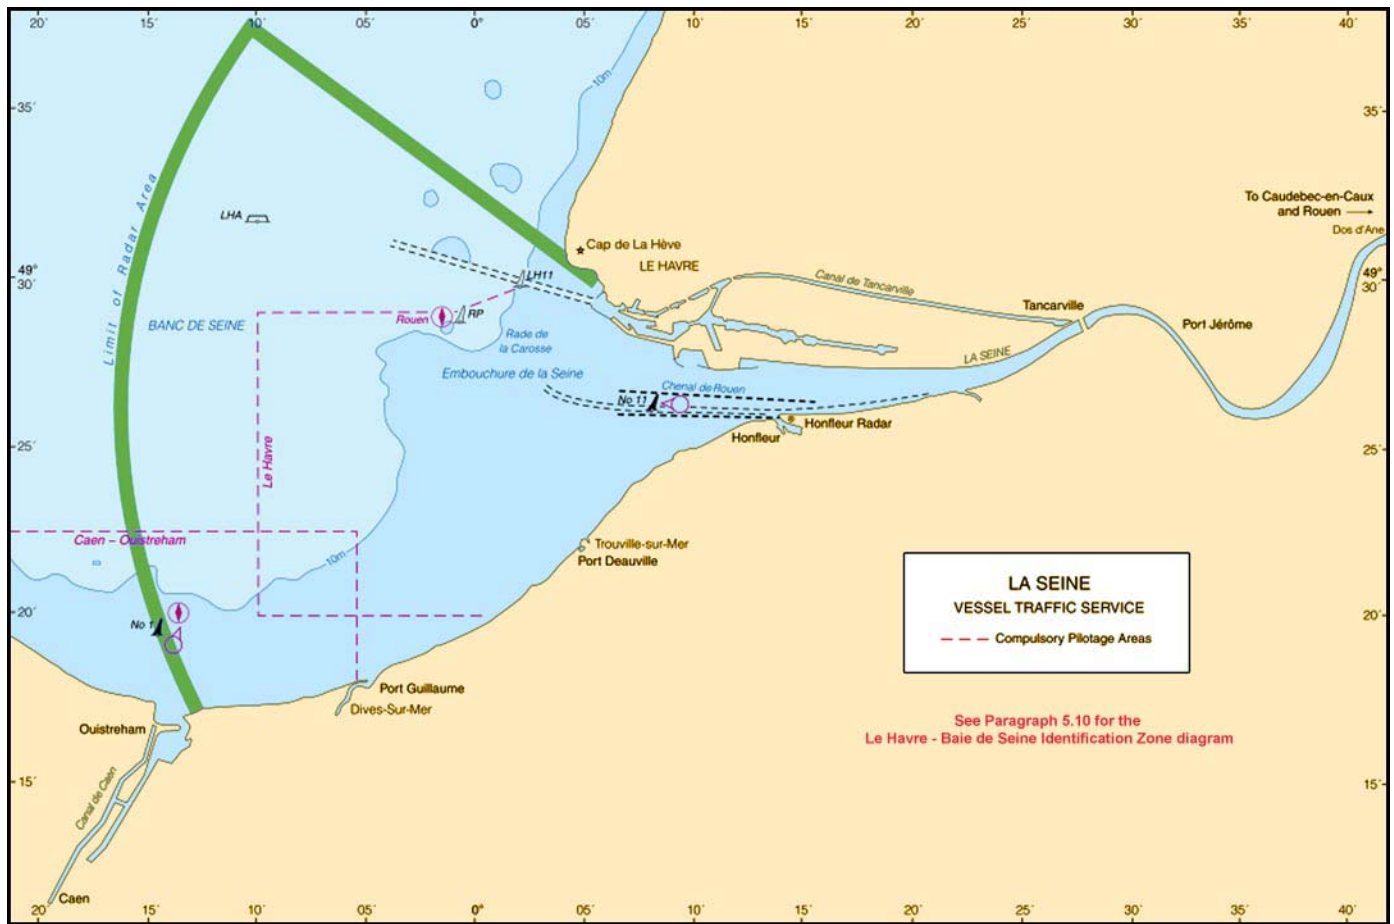 20´ 15´ 10´ 05´ 0° 05´ 10´ 15´ 20´ 25´ 30´ 35´ 40´
35´
35´
Limit of Radar Area
10m
LHA
To Caudebec-en-Caux
and Rouen
Dos d'Ane
Cap de La Hève
LE HAVRE
49°
30´
49°
30´
LH11
Canal de Tancarville
Tancarville
Port Jérôme
Rouen
RP
BANC DE SEINE
Rade de
la Carosse
LA SEINE
Embouchure de la Seine
Chenal de Rouen
No 11
Honfleur Radar
Honfleur
25´
25´
Le Havre
Caen – Ouistreham
10m
Trouville-sur-Mer
Port Deauville
LA SEINE
VESSEL TRAFFIC SERVICE
Compulsory Pilotage Areas
20´
20´
No 1
Port Guillaume
Dives-Sur-Mer
Ouistreham
See Paragraph 5.10 for the
Le Havre - Baie de Seine Identification Zone diagram
15´
15´
Canal de Caen
Caen
20´ 15´ 10´ 05´ 0° 05´ 10´ 15´ 20´ 25´ 30´ 35´ 40´